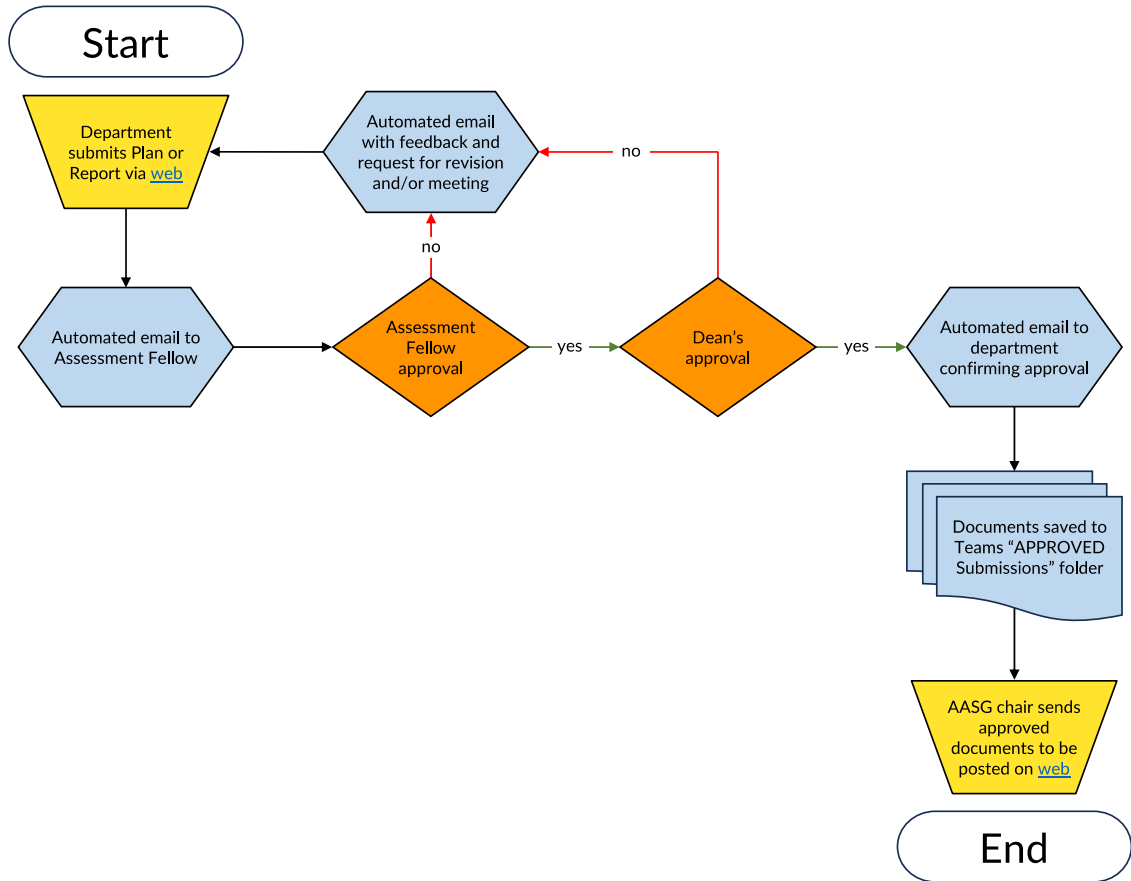 Start
Department
submits Plan or
Report via web
Automated email
with feedback and
request for revision
and/or meeting
no
no
Automated email to
Assessment Fellow
Assessment
Fellow
approval
yes
Dean’s
approval
yes
Automated email to
department
confirming approval
Documents saved to
Teams “APPROVED
Submissions” folder
AASG chair sends
approved
documents to be
posted on web
End